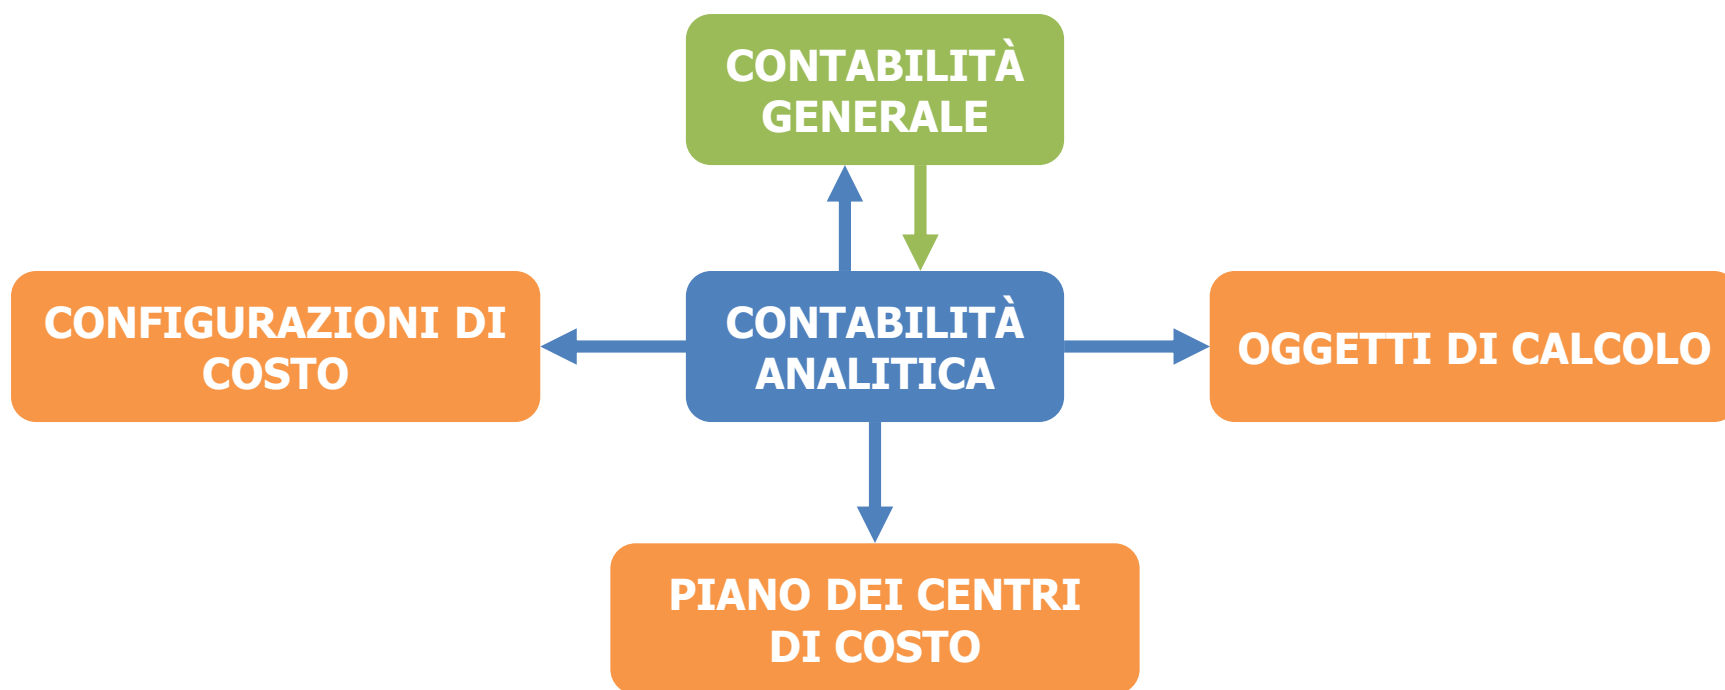 CONTABILITÀ
GENERALE
CONFIGURAZIONI DI
COSTO
CONTABILITÀ
ANALITICA
OGGETTI DI CALCOLO
PIANO DEI CENTRI
DI COSTO